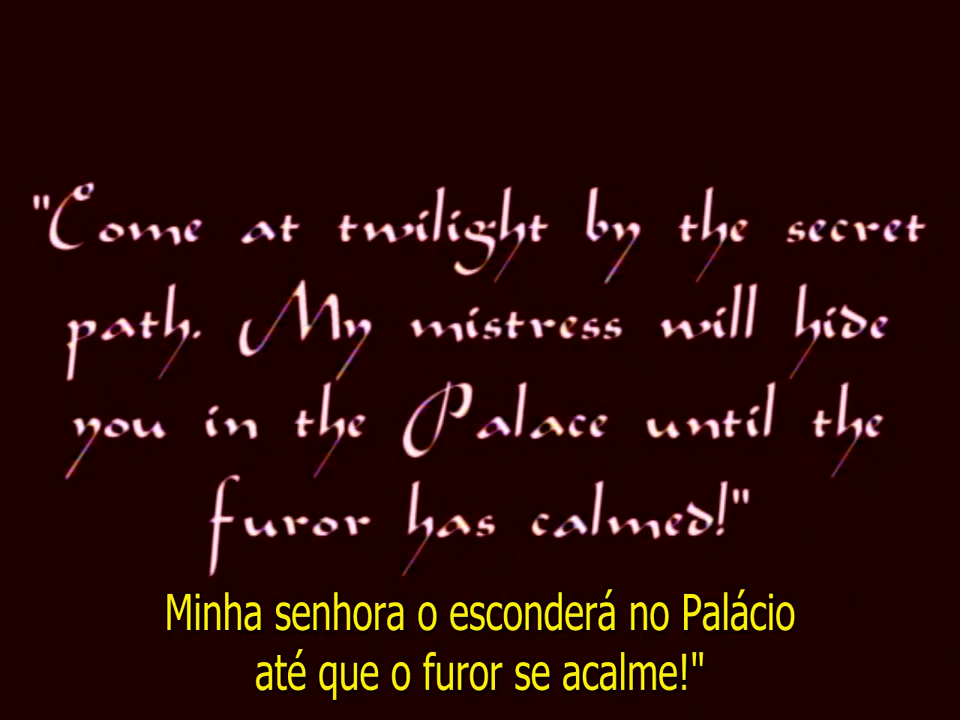 "Come at twilight by the secret
path. My mistress will hide
you in the Palace until the
furor has calmed!"
Minha senhora o esconderá no Palácio
até que o furor se acalme!"